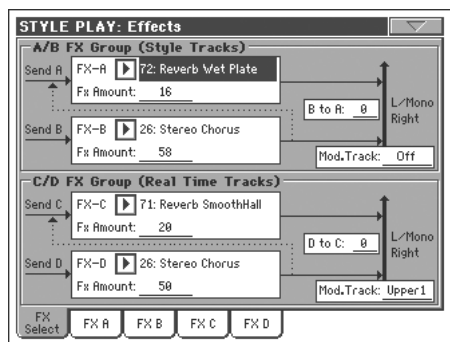 STYLE PLAY: Effects
A/B FX Group (Style Tracks)
Send A FX-A 72: Reverb Wet Plate
Fx Amount: 16
L/Mono
Right
B to A: 0
Send B FX-B 26: Stereo Chorus
Fx Amount: 58
Mod.Track: Off
C/D FX Group (Real Time Tracks)
Send C FX-C 71: Reverb SmoothHall
Fx Amount: 20
L/Mono
Right
D to C: 0
Send D FX-D 26: Stereo Chorus
Fx Amount: 50
Mod.Track: Upper1
FX
Select
FX A FX B FX C FX D